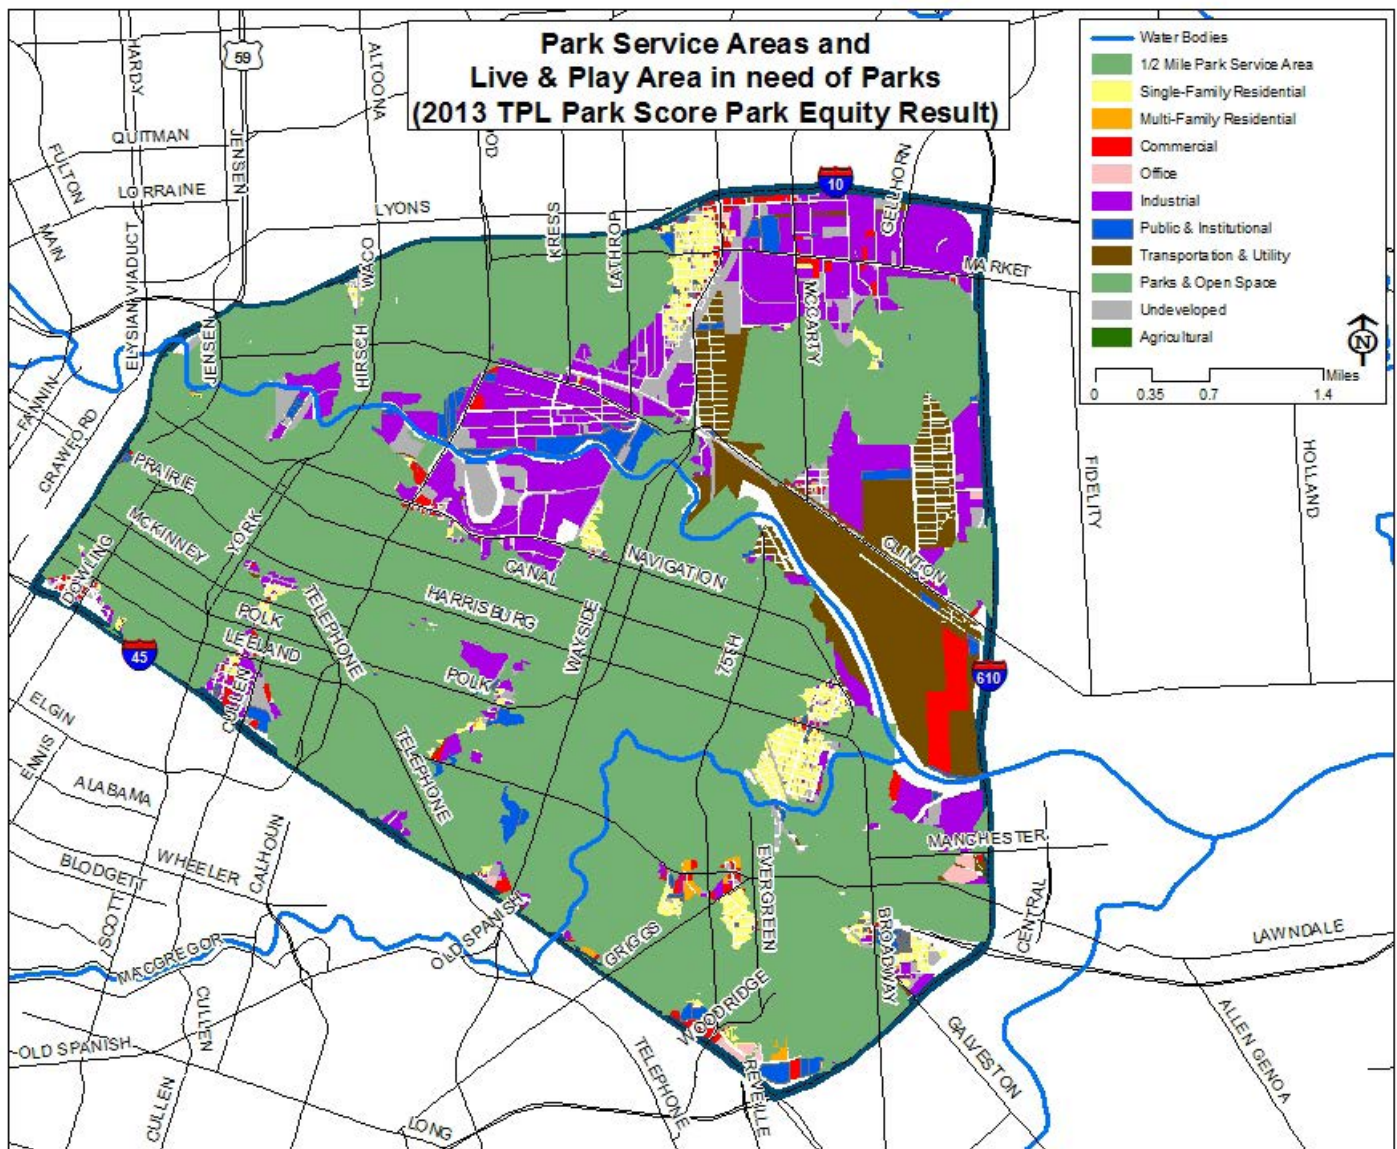 Park Service Areas and
Live & Play Area in need of Parks
(2013 TPL Park Score Park Equity Result)
Water Bodies
1/2 Mile Park Service Area
Single-Family Residential
Multi-Family Residential
Commercial
Office
Industrial
Public & Institutional
Transportation & Utility
Parks & Open Space
Undeveloped
Agricultural
N
Miles
0 0.35 0.7 1.4
HARDY
59
ALTOONA
QUITMAN
JENSEN
OD
FULTON
LORRAINE
LYONS
10
GELLHORN
MAIN
ELYSIAN VIADUCT
WACO
KRESS
LATHROP
MARKET
MCCARTY
JENSEN
HIRSCH
FANNIN
CRAWFORD
PRAIRIE
MCKINNEY
YORK
FIDELITY
HOLLAND
DOWLING
CANAL
NAVIGATION
CLINTON
HARRISBURG
POLK
TELEPHONE
LEELAND
WAYSIDE
75TH
45
POLK
610
CULLEN
ELGIN
ENNIS
TELEPHONE
ALABAMA
MANCHESTER
WHEELER
CALHOUN
BLODGETT
EVERGREEN
SCOTT
BROADWAY
CENTRAL
OLD SPANISH
GRIGGS
LAWNDALE
MACGREGOR
WOODRIDGE
CULLEN
OLD SPANISH
GALVESTON
ALLEN GENOA
TELEPHONE
REVEILLE
CULLEN
LONG